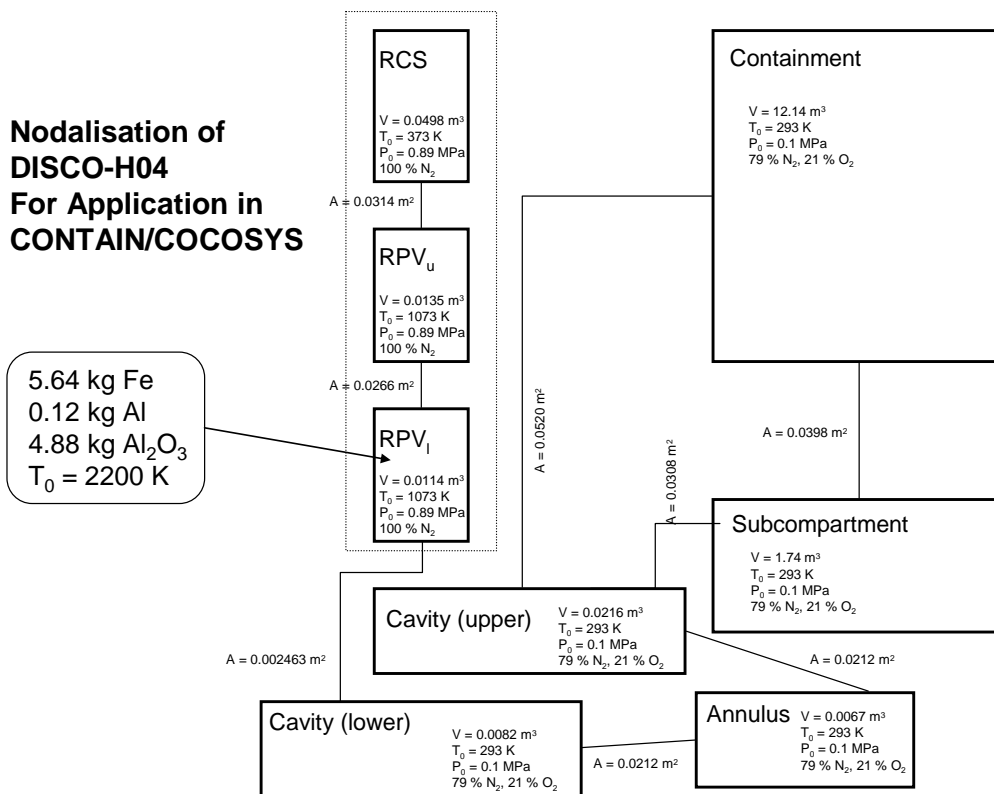 Nodalisation of
DISCO-H04
For Application in
CONTAIN/COCOSYS
RCS
V = 0.0498 m³
T₀ = 373 K
P₀ = 0.89 MPa
100 % N₂
A = 0.0314 m²
RPVᵤ
V = 0.0135 m³
T₀ = 1073 K
P₀ = 0.89 MPa
100 % N₂
A = 0.0266 m²
5.64 kg Fe
0.12 kg Al
4.88 kg Al₂O₃
T₀ = 2200 K
RPVₗ
V = 0.0114 m³
T₀ = 1073 K
P₀ = 0.89 MPa
100 % N₂
Containment
V = 12.14 m³
T₀ = 293 K
P₀ = 0.1 MPa
79 % N₂, 21 % O₂
A = 0.0520 m²
A = 0.0308 m²
A = 0.0398 m²
Subcompartment
V = 1.74 m³
T₀ = 293 K
P₀ = 0.1 MPa
79 % N₂, 21 % O₂
Cavity (upper)
V = 0.0216 m³
T₀ = 293 K
P₀ = 0.1 MPa
79 % N₂, 21 % O₂
A = 0.002463 m²
A = 0.0212 m²
Cavity (lower)
V = 0.0082 m³
T₀ = 293 K
P₀ = 0.1 MPa
79 % N₂, 21 % O₂
A = 0.0212 m²
Annulus
V = 0.0067 m³
T₀ = 293 K
P₀ = 0.1 MPa
79 % N₂, 21 % O₂